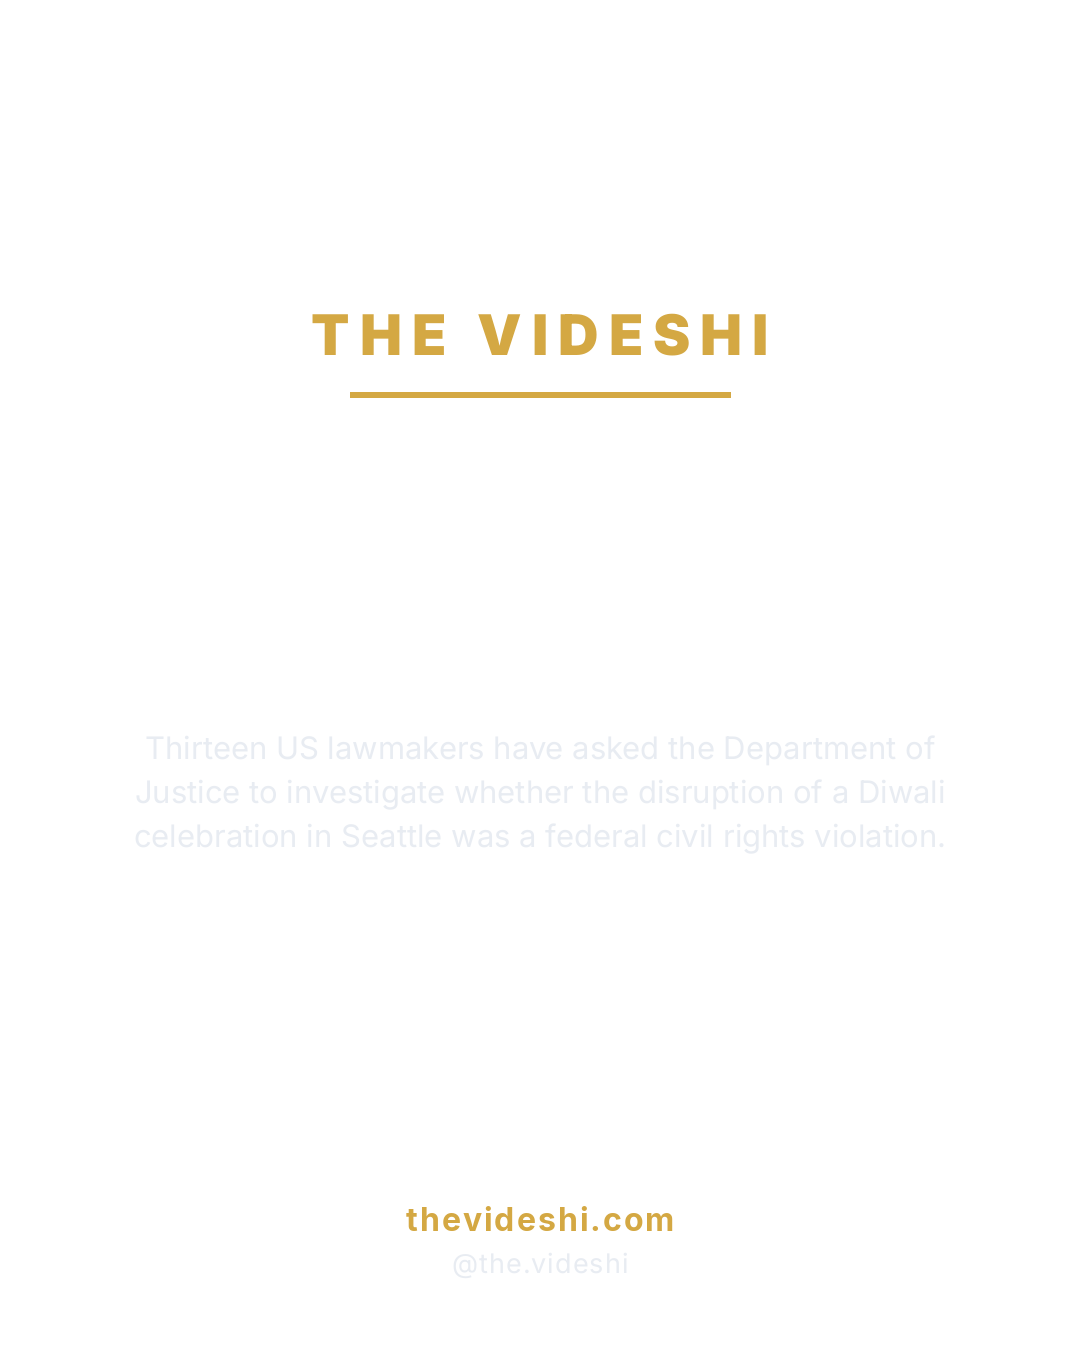 THE VIDESHI
Thirteen US lawmakers have asked the Department of
Justice to investigate whether the disruption of a Diwali
celebration in Seattle was a federal civil rights violation.
thevideshi.com
@the.videshi